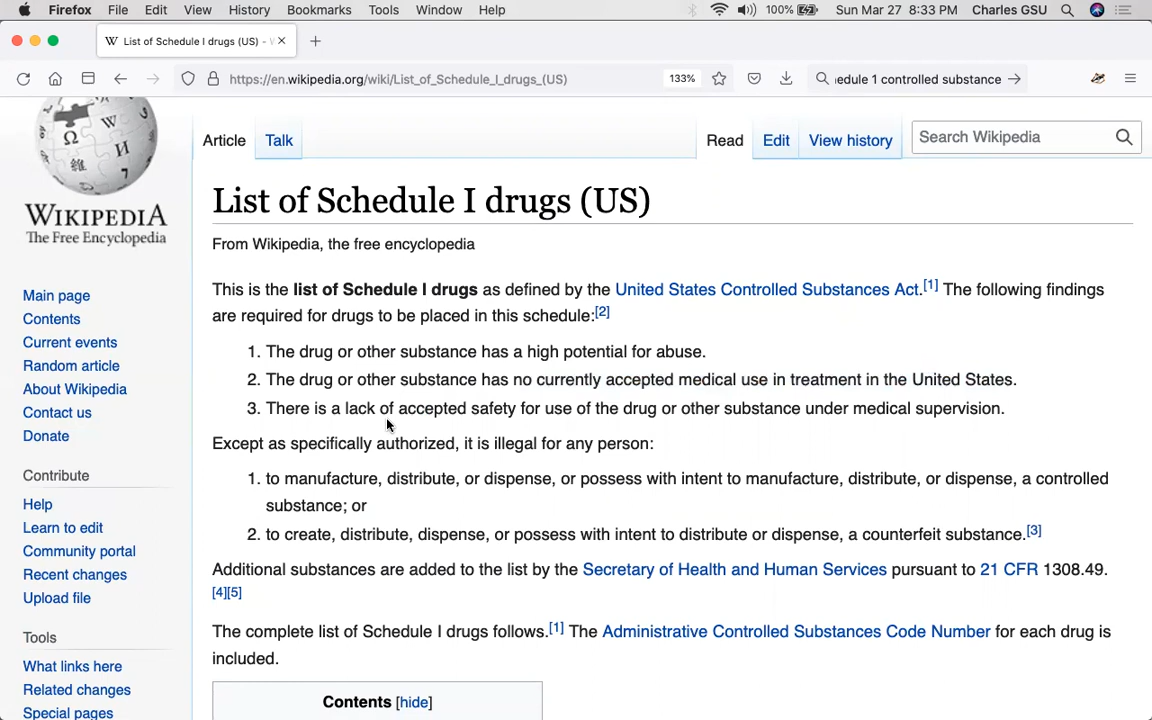 Firefox File Edit View History Bookmarks Tools Window Help 100% Sun Mar 27 8:33 PM Charles GSU
W List of Schedule I drugs (US) -
https://en.wikipedia.org/wiki/List_of_Schedule_I_drugs_(US) 133% edule 1 controlled substance
Article Talk Read Edit View history Search Wikipedia
WIKIPEDIA
The Free Encyclopedia
Main page
Contents
Current events
Random article
About Wikipedia
Contact us
Donate
Contribute
Help
Learn to edit
Community portal
Recent changes
Upload file
Tools
What links here
Related changes
Special pages
List of Schedule I drugs (US)
From Wikipedia, the free encyclopedia
This is the list of Schedule I drugs as defined by the United States Controlled Substances Act.[1] The following findings
are required for drugs to be placed in this schedule:[2]
1. The drug or other substance has a high potential for abuse.
2. The drug or other substance has no currently accepted medical use in treatment in the United States.
3. There is a lack of accepted safety for use of the drug or other substance under medical supervision.
Except as specifically authorized, it is illegal for any person:
1. to manufacture, distribute, or dispense, or possess with intent to manufacture, distribute, or dispense, a controlled
substance; or
2. to create, distribute, dispense, or possess with intent to distribute or dispense, a counterfeit substance.[3]
Additional substances are added to the list by the Secretary of Health and Human Services pursuant to 21 CFR 1308.49.
[4][5]
The complete list of Schedule I drugs follows.[1] The Administrative Controlled Substances Code Number for each drug is
included.
Contents [hide]